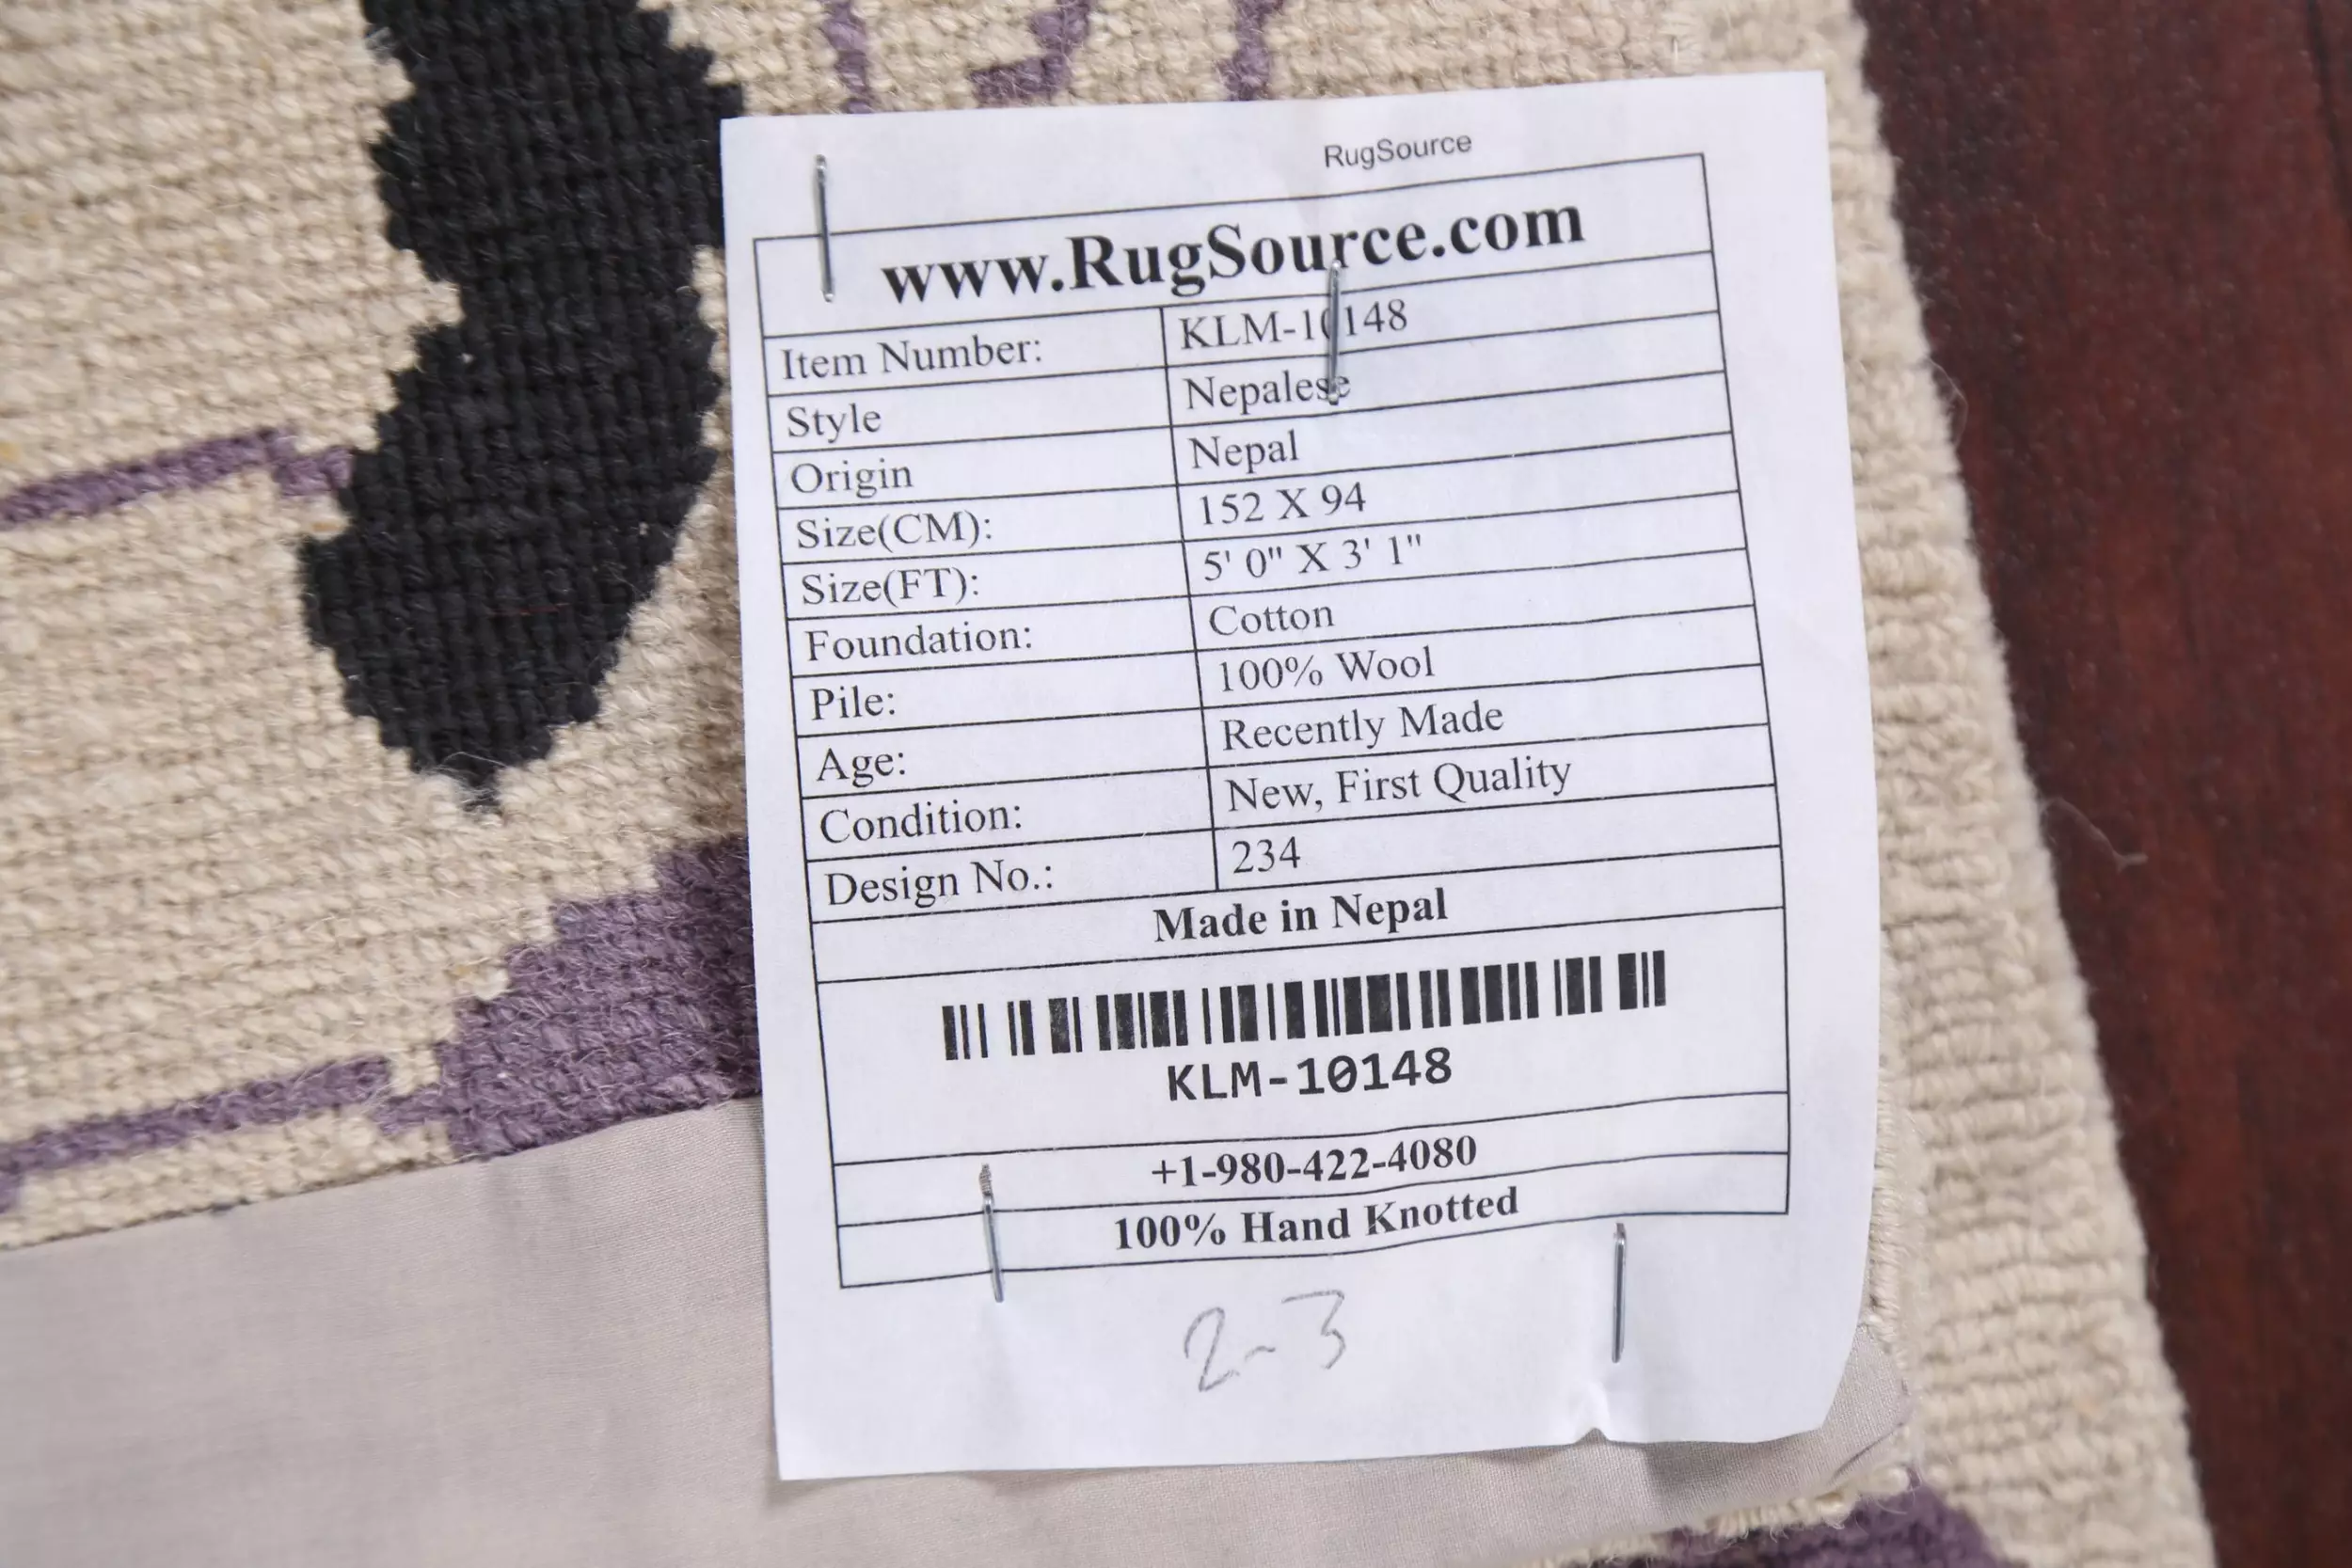 RugSource
www.RugSource.com
Item Number: KLM-10148
Style Nepalese
Origin Nepal
Size(CM): 152 X 94
Size(FT): 5' 0" X 3' 1"
Foundation: Cotton
Pile: 100% Wool
Age: Recently Made
Condition: New, First Quality
Design No.: 234
Made in Nepal
KLM-10148
+1-980-422-4080
100% Hand Knotted
2-3